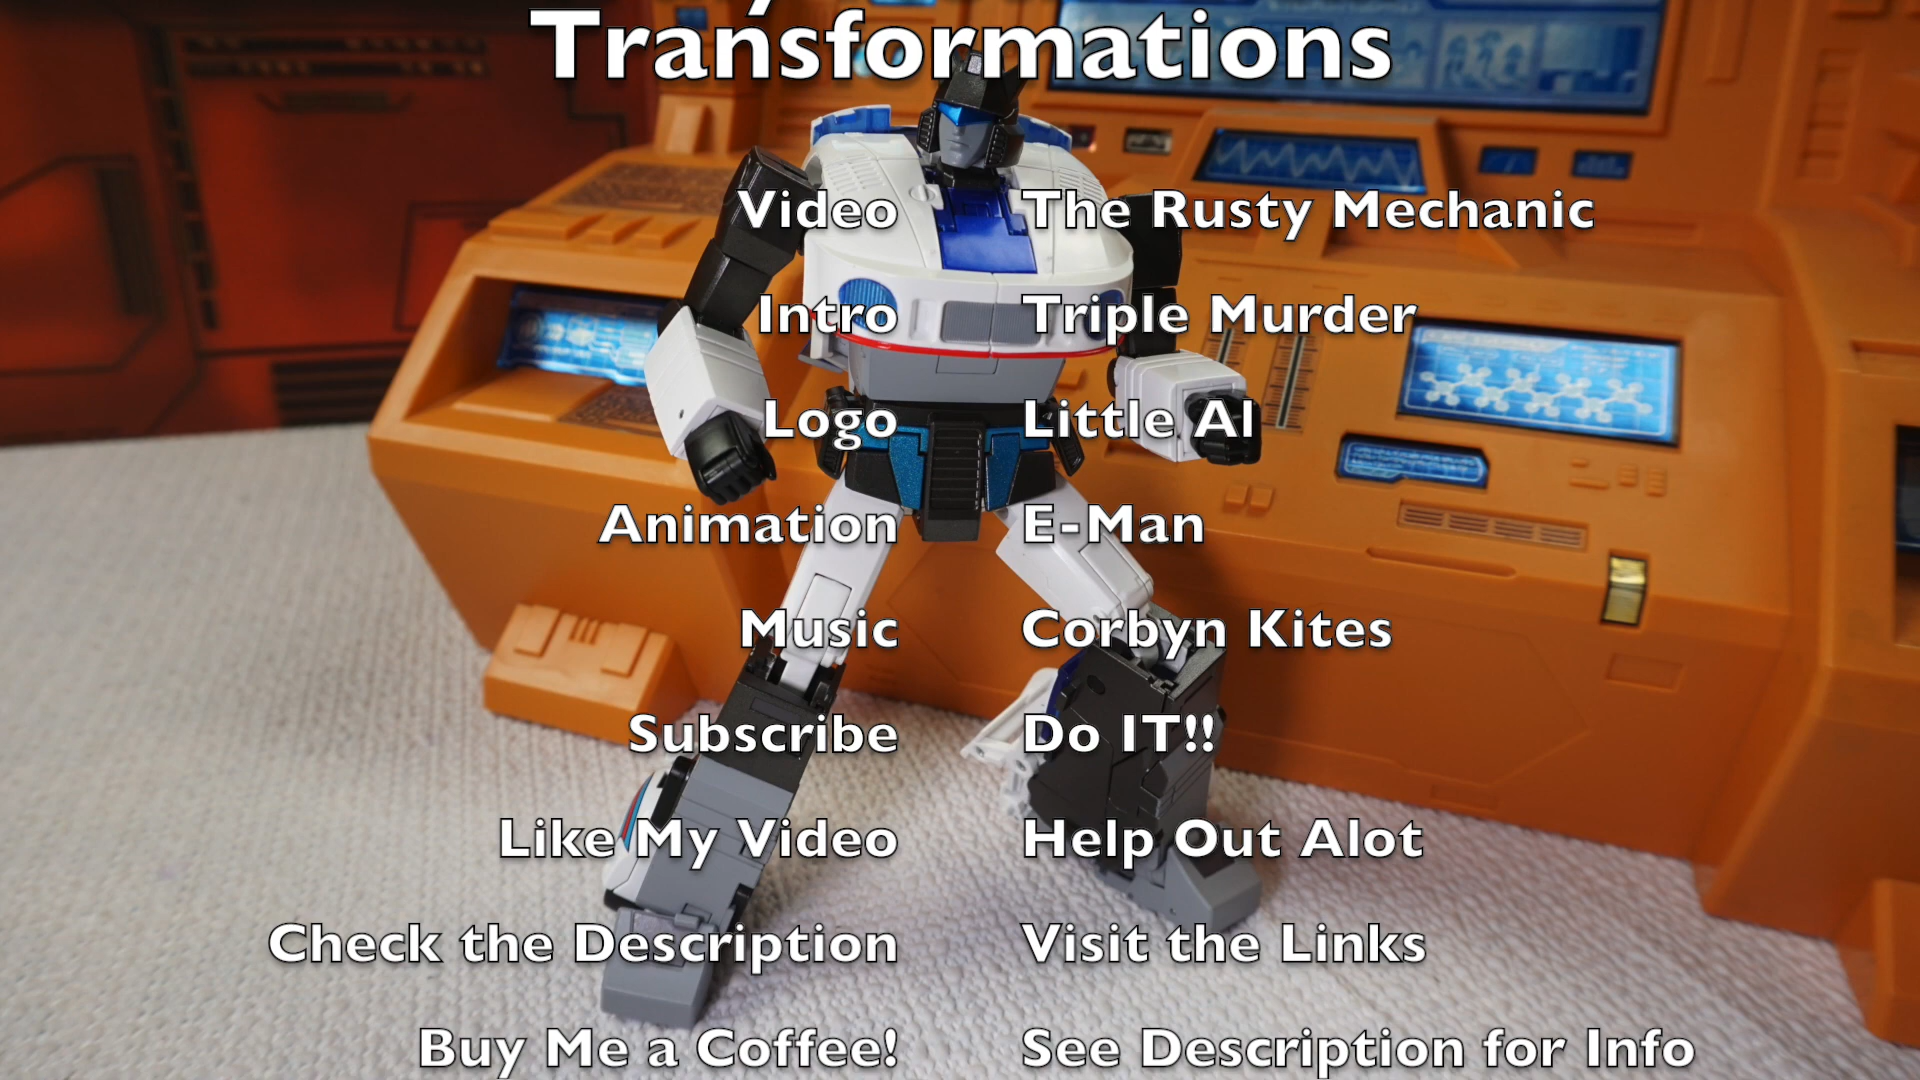 Transformations
Video The Rusty Mechanic
Intro Triple Murder
Logo Little Al
Animation E-Man
Music Corbyn Kites
Subscribe Do IT!!
Like My Video Help Out Alot
Check the Description Visit the Links
Buy Me a Coffee! See Description for Info